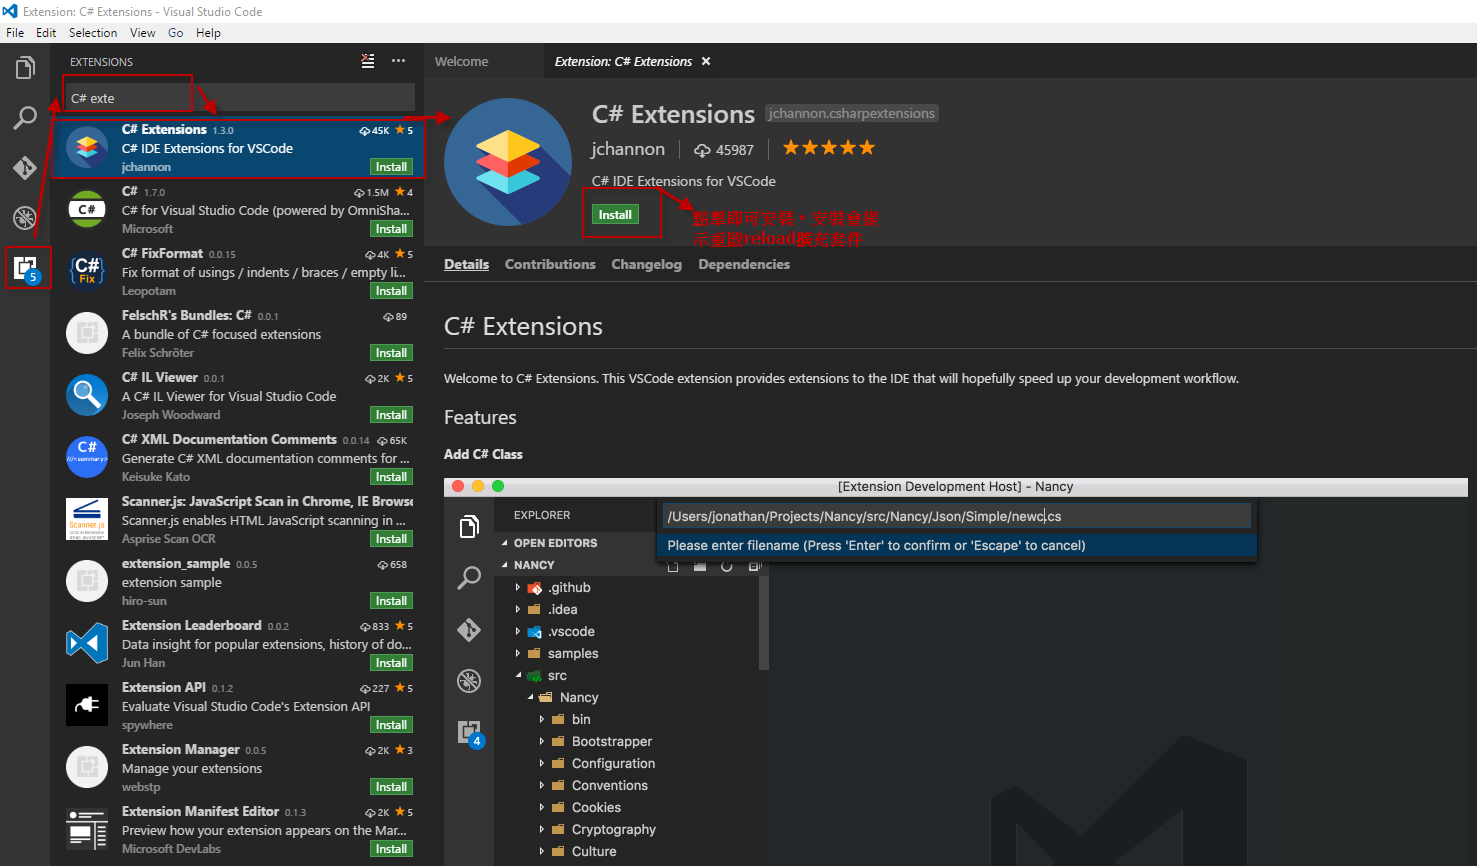 Extension: C# Extensions - Visual Studio Code
File Edit Selection View Go Help
EXTENSIONS
C# exte
C# Extensions 1.3.0 45K 5
C# IDE Extensions for VSCode
jchannon Install
C# 1.7.0 1.5M 4
C# for Visual Studio Code (powered by OmniSha...
Microsoft Install
C#
C# FixFormat 0.0.15 4K 5
Fix format of usings / indents / braces / empty li...
Leopotam Install
{C#}
Fix
FelschR's Bundles: C# 0.0.1 89
A bundle of C# focused extensions
Felix Schröter Install
C# IL Viewer 0.0.1 2K 5
A C# IL Viewer for Visual Studio Code
Joseph Woodward Install
C# XML Documentation Comments 0.0.14 65K
Generate C# XML documentation comments for ...
Keisuke Kato Install
C#
///<summary>
Scanner.js: JavaScript Scan in Chrome, IE Browse
Scanner.js enables HTML JavaScript scanning in ...
Asprise Scan OCR Install
Scanner.js
extension_sample 0.0.5 658
extension sample
hiro-sun Install
Extension Leaderboard 0.0.2 833 5
Data insight for popular extensions, history of do...
Jun Han Install
Extension API 0.1.2 227 5
Evaluate Visual Studio Code's Extension API
spywhere Install
Extension Manager 0.0.5 2K 3
Manage your extensions
webstp Install
Extension Manifest Editor 0.1.3 2K 5
Preview how your extension appears on the Mar...
Microsoft DevLabs Install
5
Welcome Extension: C# Extensions
C# Extensions jchannon.csharpextensions
jchannon 45987
C# IDE Extensions for VSCode
Install
點擊即可安裝。安裝會提
示重啟reload擴充套件
Details Contributions Changelog Dependencies
C# Extensions
Welcome to C# Extensions. This VSCode extension provides extensions to the IDE that will hopefully speed up your development workflow.
Features
Add C# Class
[Extension Development Host] - Nancy
EXPLORER
/Users/jonathan/Projects/Nancy/src/Nancy/Json/Simple/newc.cs
Please enter filename (Press 'Enter' to confirm or 'Escape' to cancel)
OPEN EDITORS
NANCY
.github
.idea
.vscode
samples
src
Nancy
bin
Bootstrapper
Configuration
Conventions
Cookies
Cryptography
Culture
4